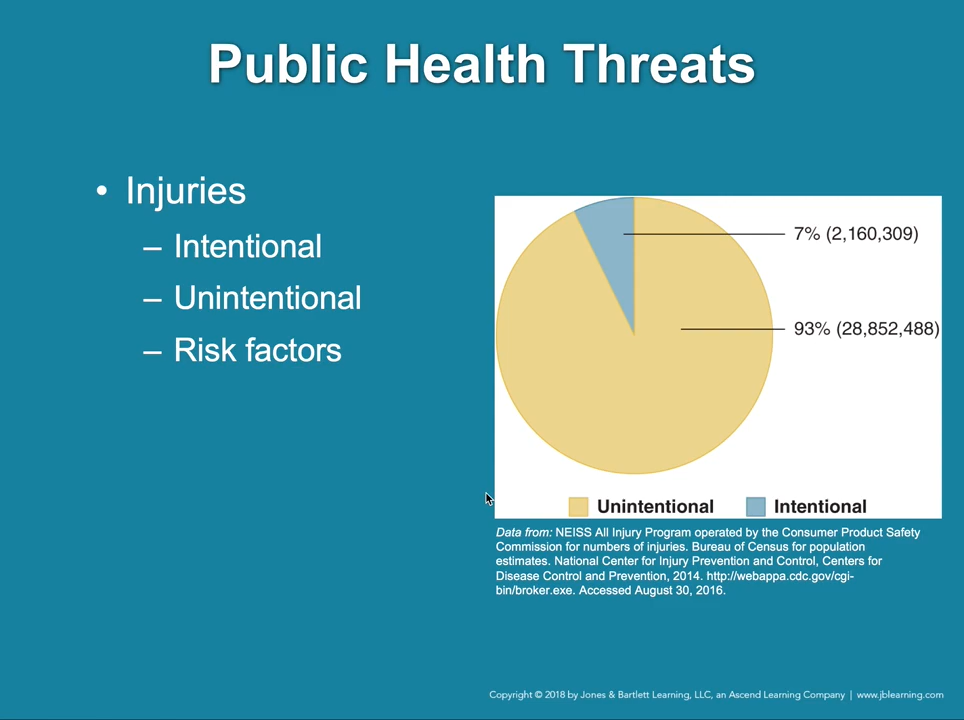 Public Health Threats
• Injuries
– Intentional
– Unintentional
– Risk factors
7% (2,160,309)
93% (28,852,488)
Unintentional Intentional
Data from: NEISS All Injury Program operated by the Consumer Product Safety
Commission for numbers of injuries. Bureau of Census for population
estimates. National Center for Injury Prevention and Control, Centers for
Disease Control and Prevention, 2014. http://webappa.cdc.gov/cgi-
bin/broker.exe. Accessed August 30, 2016.
Copyright © 2018 by Jones & Bartlett Learning, LLC, an Ascend Learning Company | www.jblearning.com